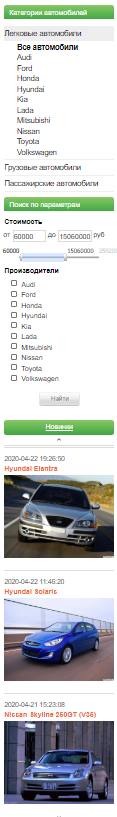 Категории автомобилей
Легковые автомобили
Все автомобили
Audi
Ford
Honda
Hyundai
Kia
Lada
Mitsubishi
Nissan
Toyota
Volkswagen
Грузовые автомобили
Пассажирские автомобили
Поиск по параметрам
Стоимость
от 60000 до 15060000 руб
60000 15060000
Производители
Audi
Ford
Honda
Hyundai
Kia
Lada
Mitsubishi
Nissan
Toyota
Volkswagen
Найти
Новинки
2020-04-22 19:26:50
Hyundai Elantra
2020-04-22 11:46:20
Hyundai Solaris
2020-04-21 15:23:08
Nissan Skyline 250GT (V36)